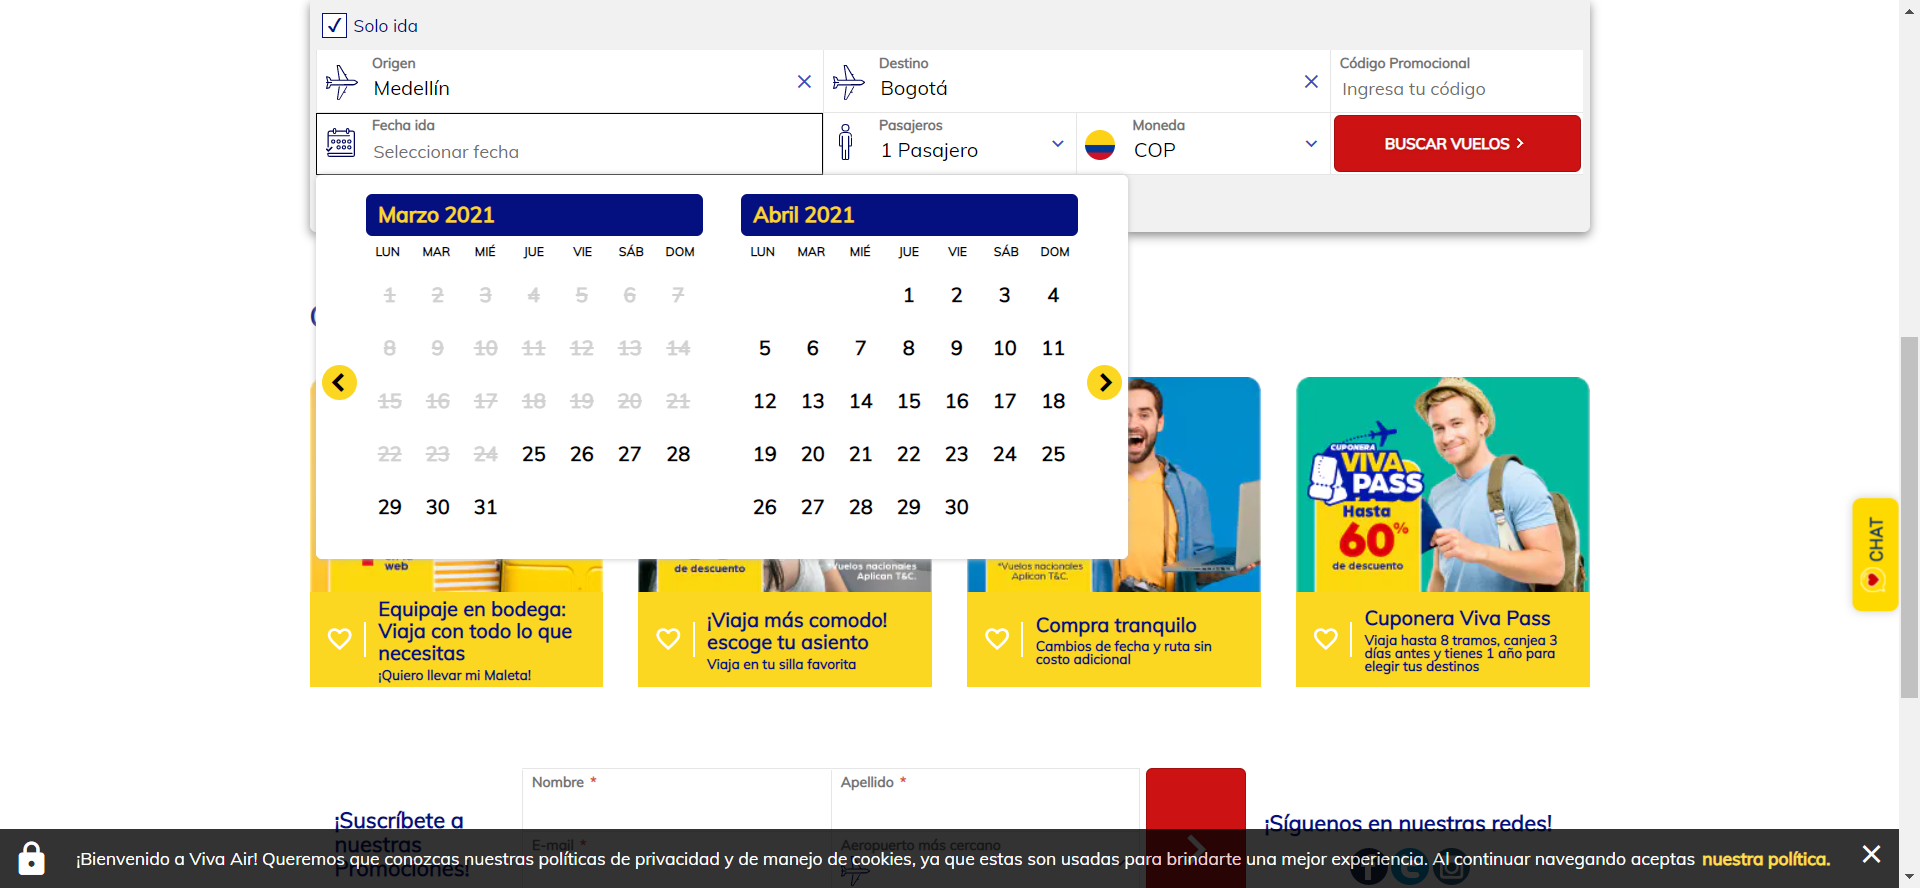 Solo ida
Origen
Medellín
Destino
Bogotá
Código Promocional
Ingresa tu código
Fecha ida
Seleccionar fecha
Pasajeros
1 Pasajero
Moneda
COP
BUSCAR VUELOS
Marzo 2021
LUN MAR MIÉ JUE VIE SÁB DOM
1 2 3 4 5 6 7
8 9 10 11 12 13 14
15 16 17 18 19 20 21
22 23 24 25 26 27 28
29 30 31
Abril 2021
LUN MAR MIÉ JUE VIE SÁB DOM
1 2 3 4
5 6 7 8 9 10 11
12 13 14 15 16 17 18
19 20 21 22 23 24 25
26 27 28 29 30
web
Equipaje en bodega:
Viaja con todo lo que
necesitas
¡Quiero llevar mi Maleta!
de descuento
*Vuelos nacionales
Aplican T&C.
¡Viaja más comodo!
escoge tu asiento
Viaja en tu silla favorita
*Vuelos nacionales
Aplican T&C.
Compra tranquilo
Cambios de fecha y ruta sin
costo adicional
CUPONERA
VIVA
PASS
Hasta
60%
de descuento
Cuponera Viva Pass
Viaja hasta 8 tramos, canjea 3
días antes y tienes 1 año para
elegir tus destinos
CHAT
¡Suscríbete a
nuestras
Promociones!
Nombre *
Apellido *
E-mail *
Aeropuerto más cercano
¡Síguenos en nuestras redes!
¡Bienvenido a Viva Air! Queremos que conozcas nuestras políticas de privacidad y de manejo de cookies, ya que estas son usadas para brindarte una mejor experiencia. Al continuar navegando aceptas nuestra política.